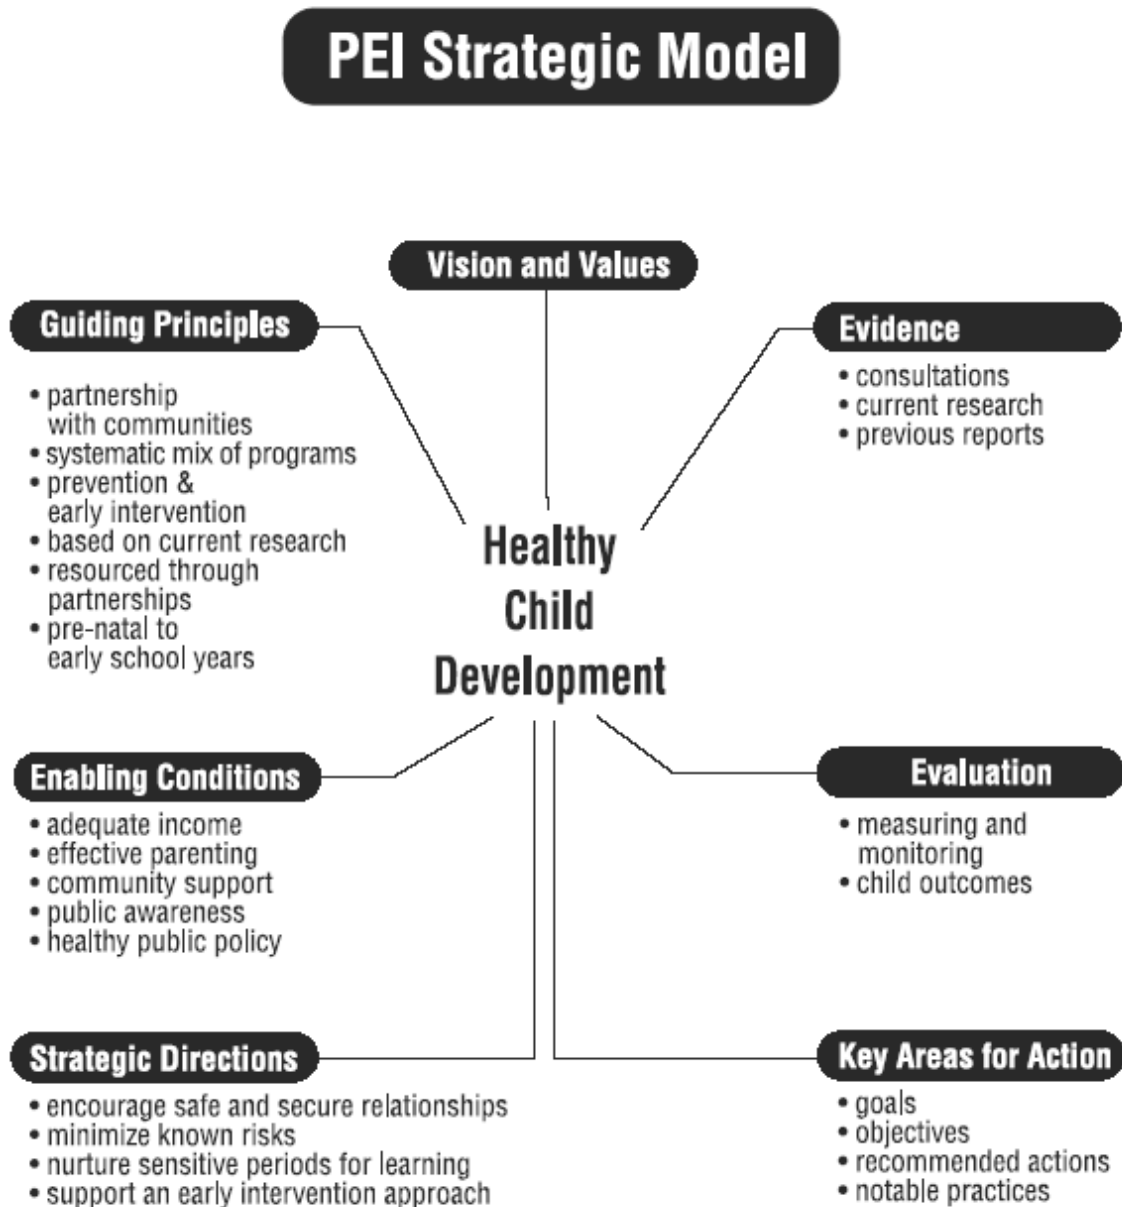 PEI Strategic Model
Vision and Values
Guiding Principles
• partnership
with communities
• systematic mix of programs
• prevention &
early intervention
• based on current research
• resourced through
partnerships
• pre-natal to
early school years
Evidence
• consultations
• current research
• previous reports
Healthy
Child
Development
Enabling Conditions
• adequate income
• effective parenting
• community support
• public awareness
• healthy public policy
Evaluation
• measuring and
monitoring
• child outcomes
Strategic Directions
• encourage safe and secure relationships
• minimize known risks
• nurture sensitive periods for learning
• support an early intervention approach
Key Areas for Action
• goals
• objectives
• recommended actions
• notable practices